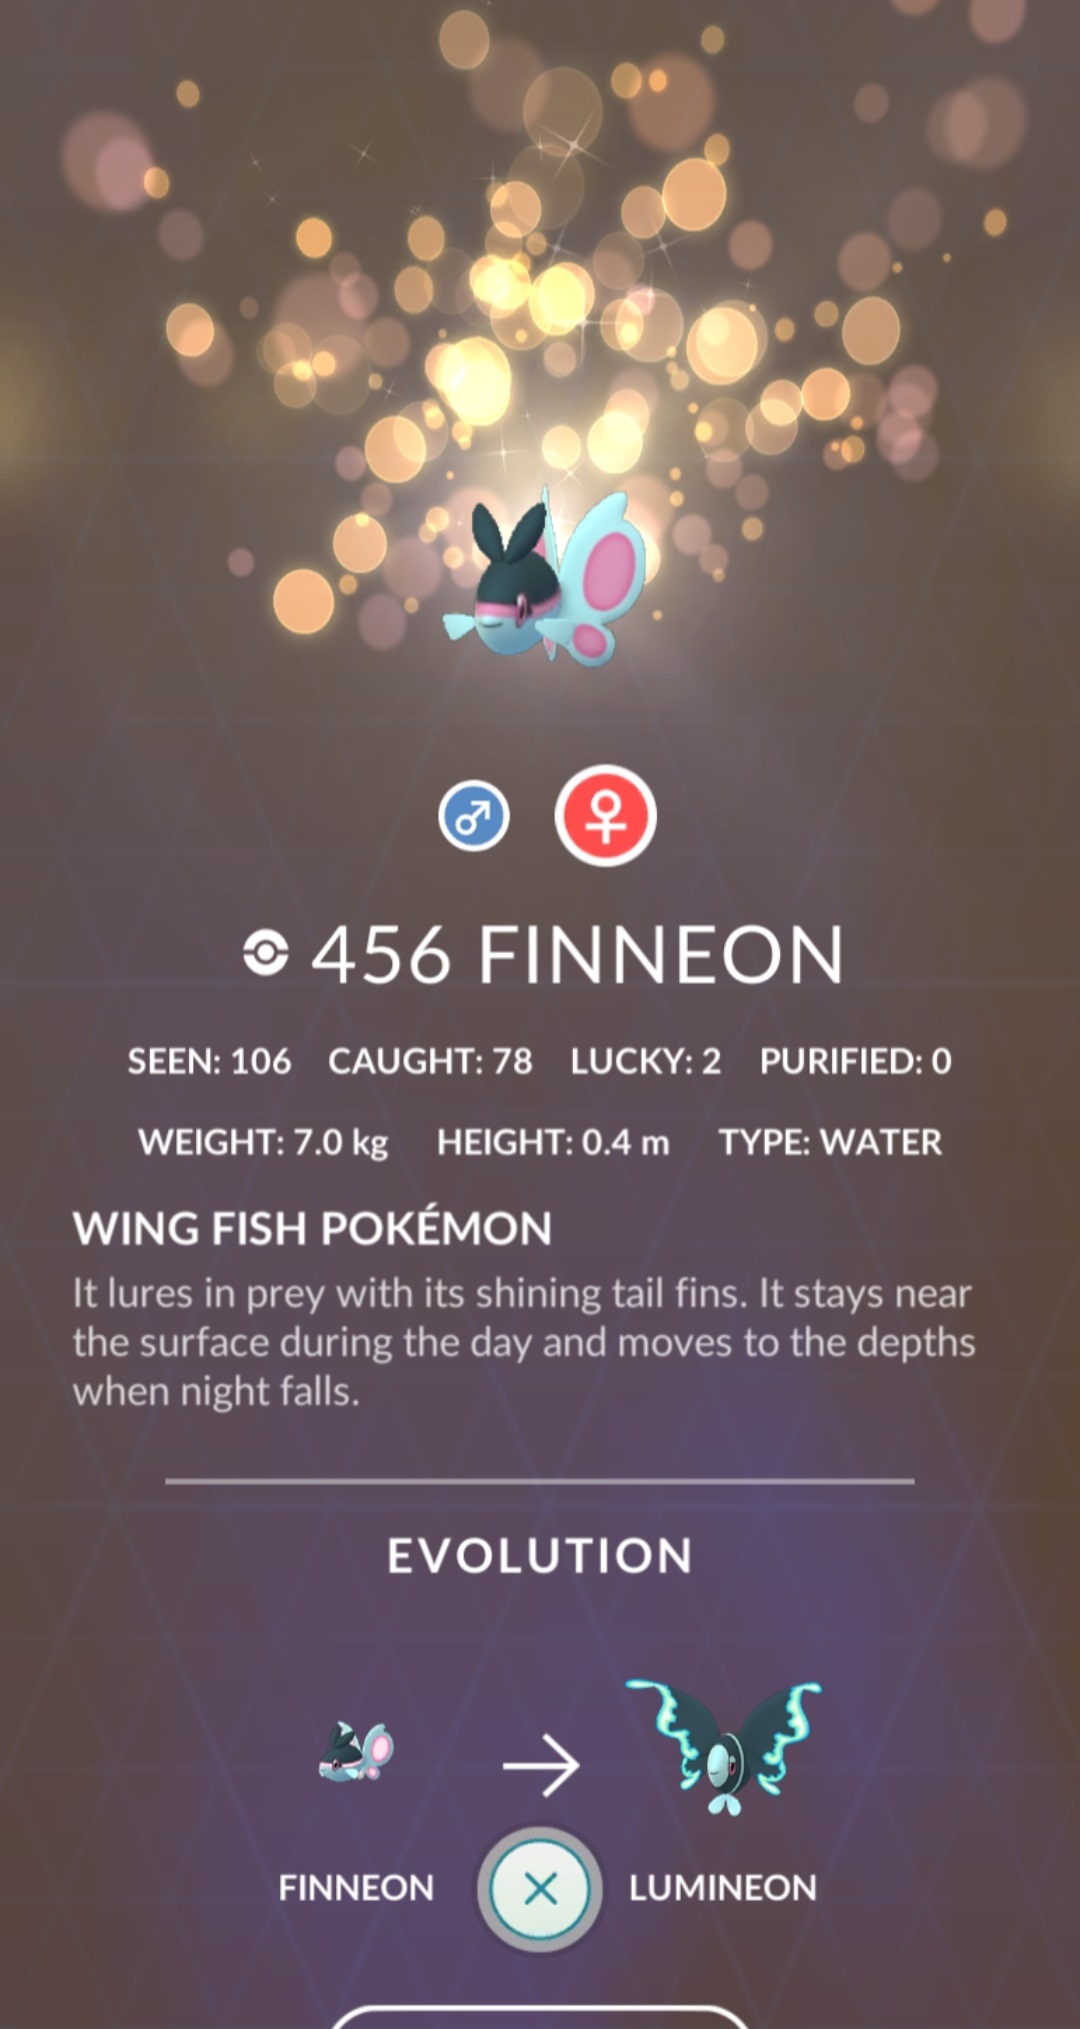 456 FINNEON
SEEN: 106 CAUGHT: 78 LUCKY: 2 PURIFIED: 0
WEIGHT: 7.0 kg HEIGHT: 0.4 m TYPE: WATER
WING FISH POKÉMON
It lures in prey with its shining tail fins. It stays near
the surface during the day and moves to the depths
when night falls.
EVOLUTION
FINNEON LUMINEON